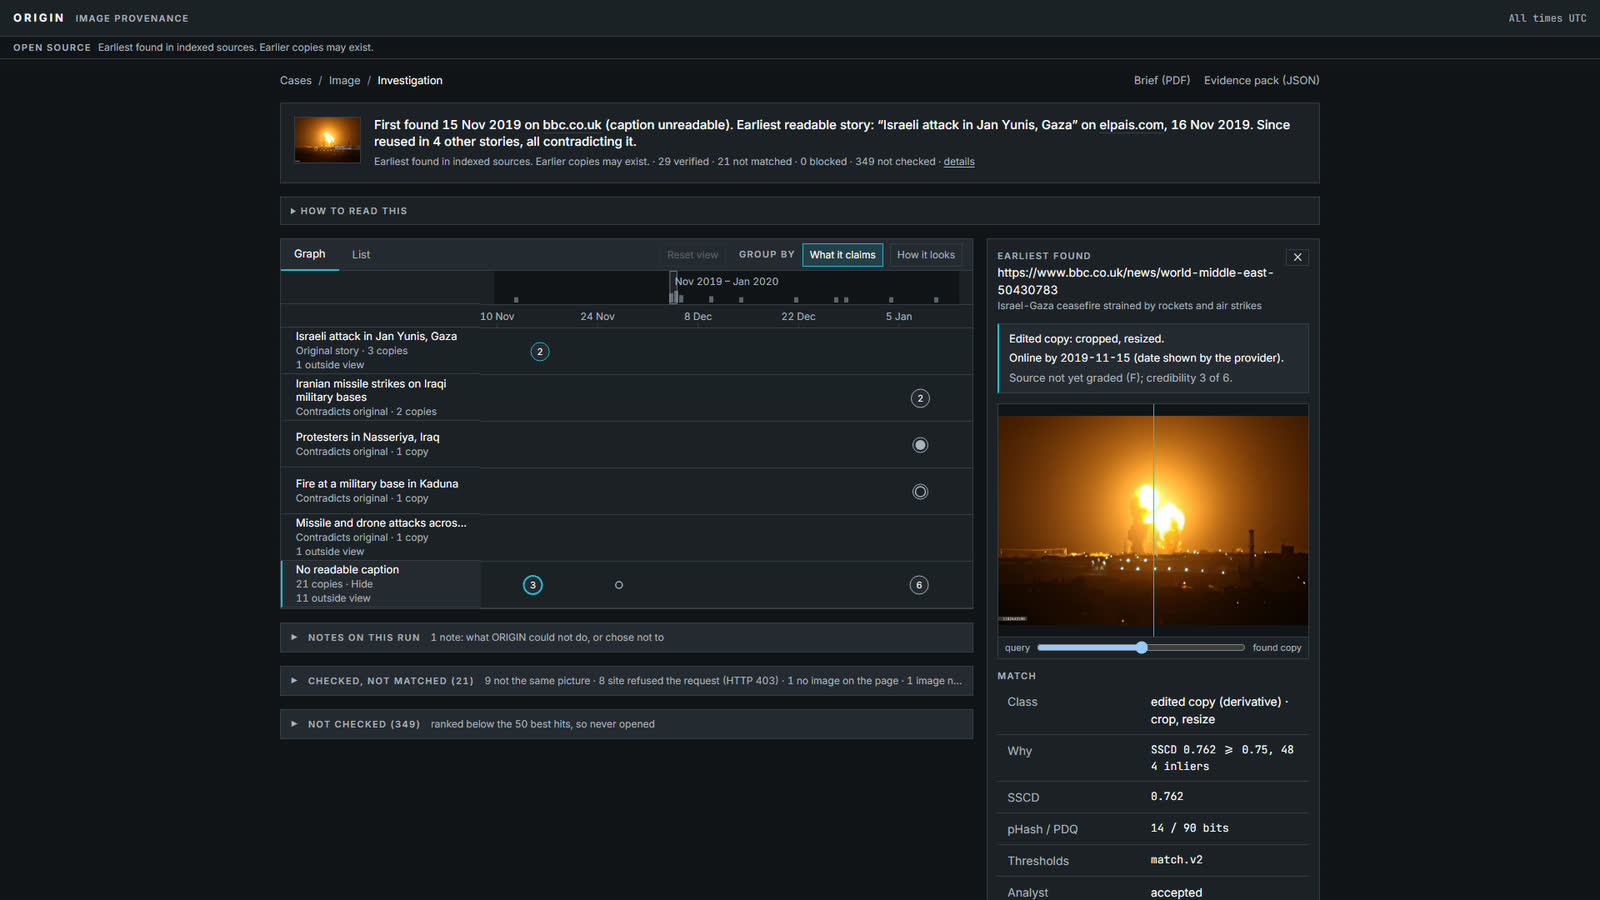 ORIGIN IMAGE PROVENANCE
All times UTC
OPEN SOURCE Earliest found in indexed sources. Earlier copies may exist.
Cases / Image / Investigation
Brief (PDF) Evidence pack (JSON)
First found 15 Nov 2019 on bbc.co.uk (caption unreadable). Earliest readable story: “Israeli attack in Jan Yunis, Gaza” on elpais.com, 16 Nov 2019. Since
reused in 4 other stories, all contradicting it.
Earliest found in indexed sources. Earlier copies may exist. · 29 verified · 21 not matched · 0 blocked · 349 not checked · details
HOW TO READ THIS
Graph List
Reset view GROUP BY What it claims How it looks
Nov 2019 – Jan 2020
10 Nov 24 Nov 8 Dec 22 Dec 5 Jan
Israeli attack in Jan Yunis, Gaza
Original story · 3 copies
1 outside view
2
Iranian missile strikes on Iraqi
military bases
Contradicts original · 2 copies
2
Protesters in Nasseriya, Iraq
Contradicts original · 1 copy
Fire at a military base in Kaduna
Contradicts original · 1 copy
Missile and drone attacks acros...
Contradicts original · 1 copy
1 outside view
No readable caption
21 copies · Hide
11 outside view
3 6
NOTES ON THIS RUN 1 note: what ORIGIN could not do, or chose not to
CHECKED, NOT MATCHED (21) 9 not the same picture · 8 site refused the request (HTTP 403) · 1 no image on the page · 1 image n...
NOT CHECKED (349) ranked below the 50 best hits, so never opened
EARLIEST FOUND
https://www.bbc.co.uk/news/world-middle-east-
50430783
Israel-Gaza ceasefire strained by rockets and air strikes
Edited copy: cropped, resized.
Online by 2019-11-15 (date shown by the provider).
Source not yet graded (F); credibility 3 of 6.
query found copy
MATCH
Class edited copy (derivative) ·
crop, resize
Why SSCD 0.762 ⩾ 0.75, 48
4 inliers
SSCD 0.762
pHash / PDQ 14 / 90 bits
Thresholds match.v2
Analyst accepted